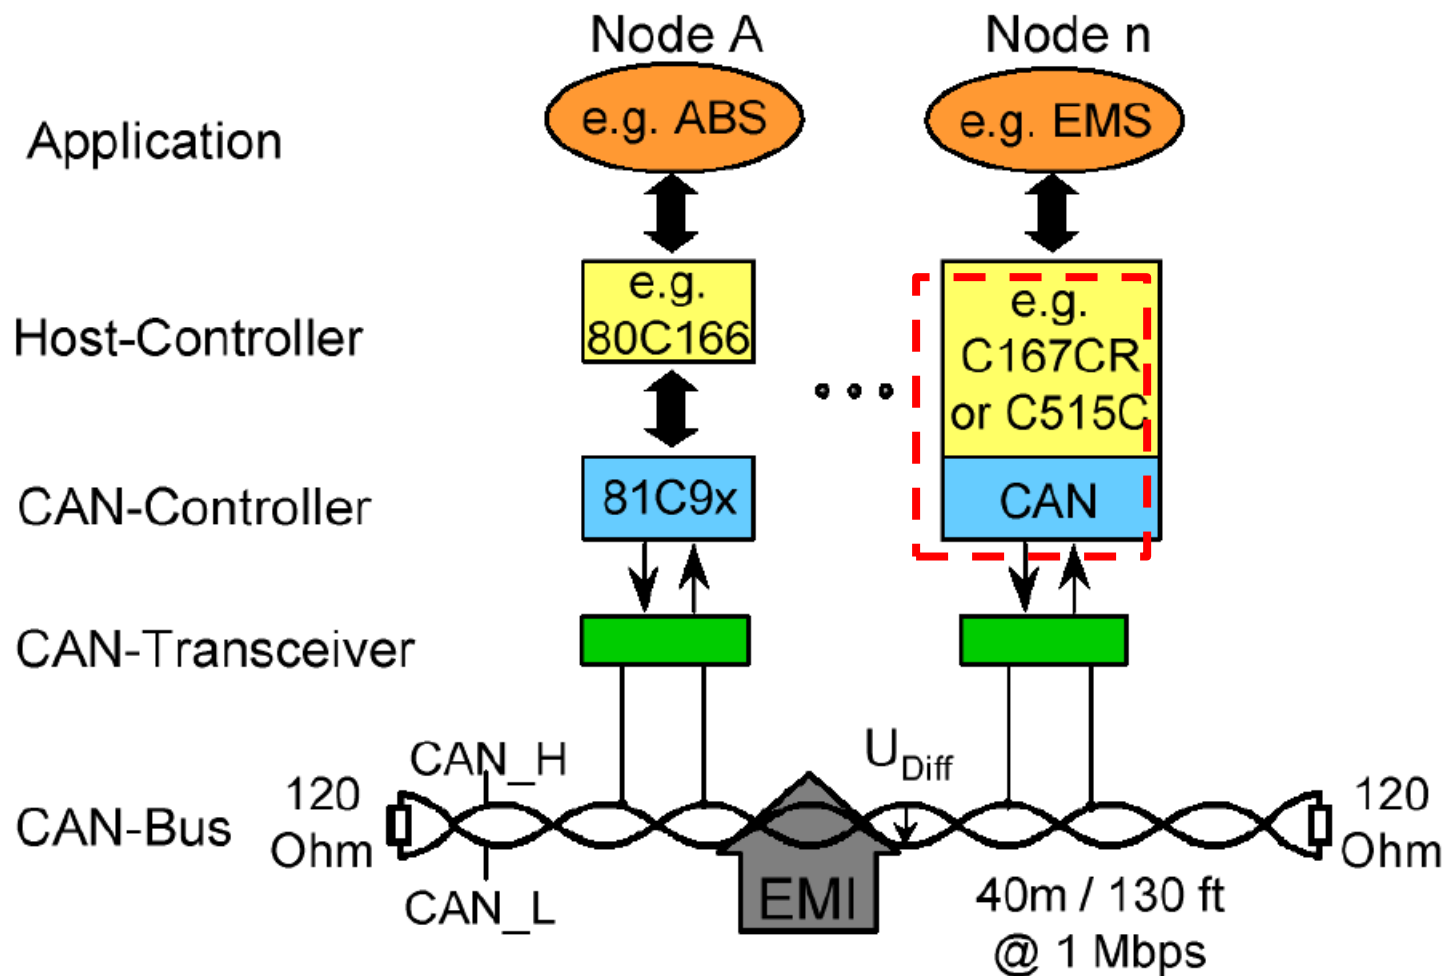 Node A
Node n
Application
e.g. ABS
e.g. EMS
Host-Controller
e.g.
80C166
e.g.
C167CR
or C515C
CAN-Controller
81C9x
CAN
CAN-Transceiver
CAN_H
U_Diff
CAN-Bus
120
Ohm
120
Ohm
CAN_L
EMI
40m / 130 ft
@ 1 Mbps